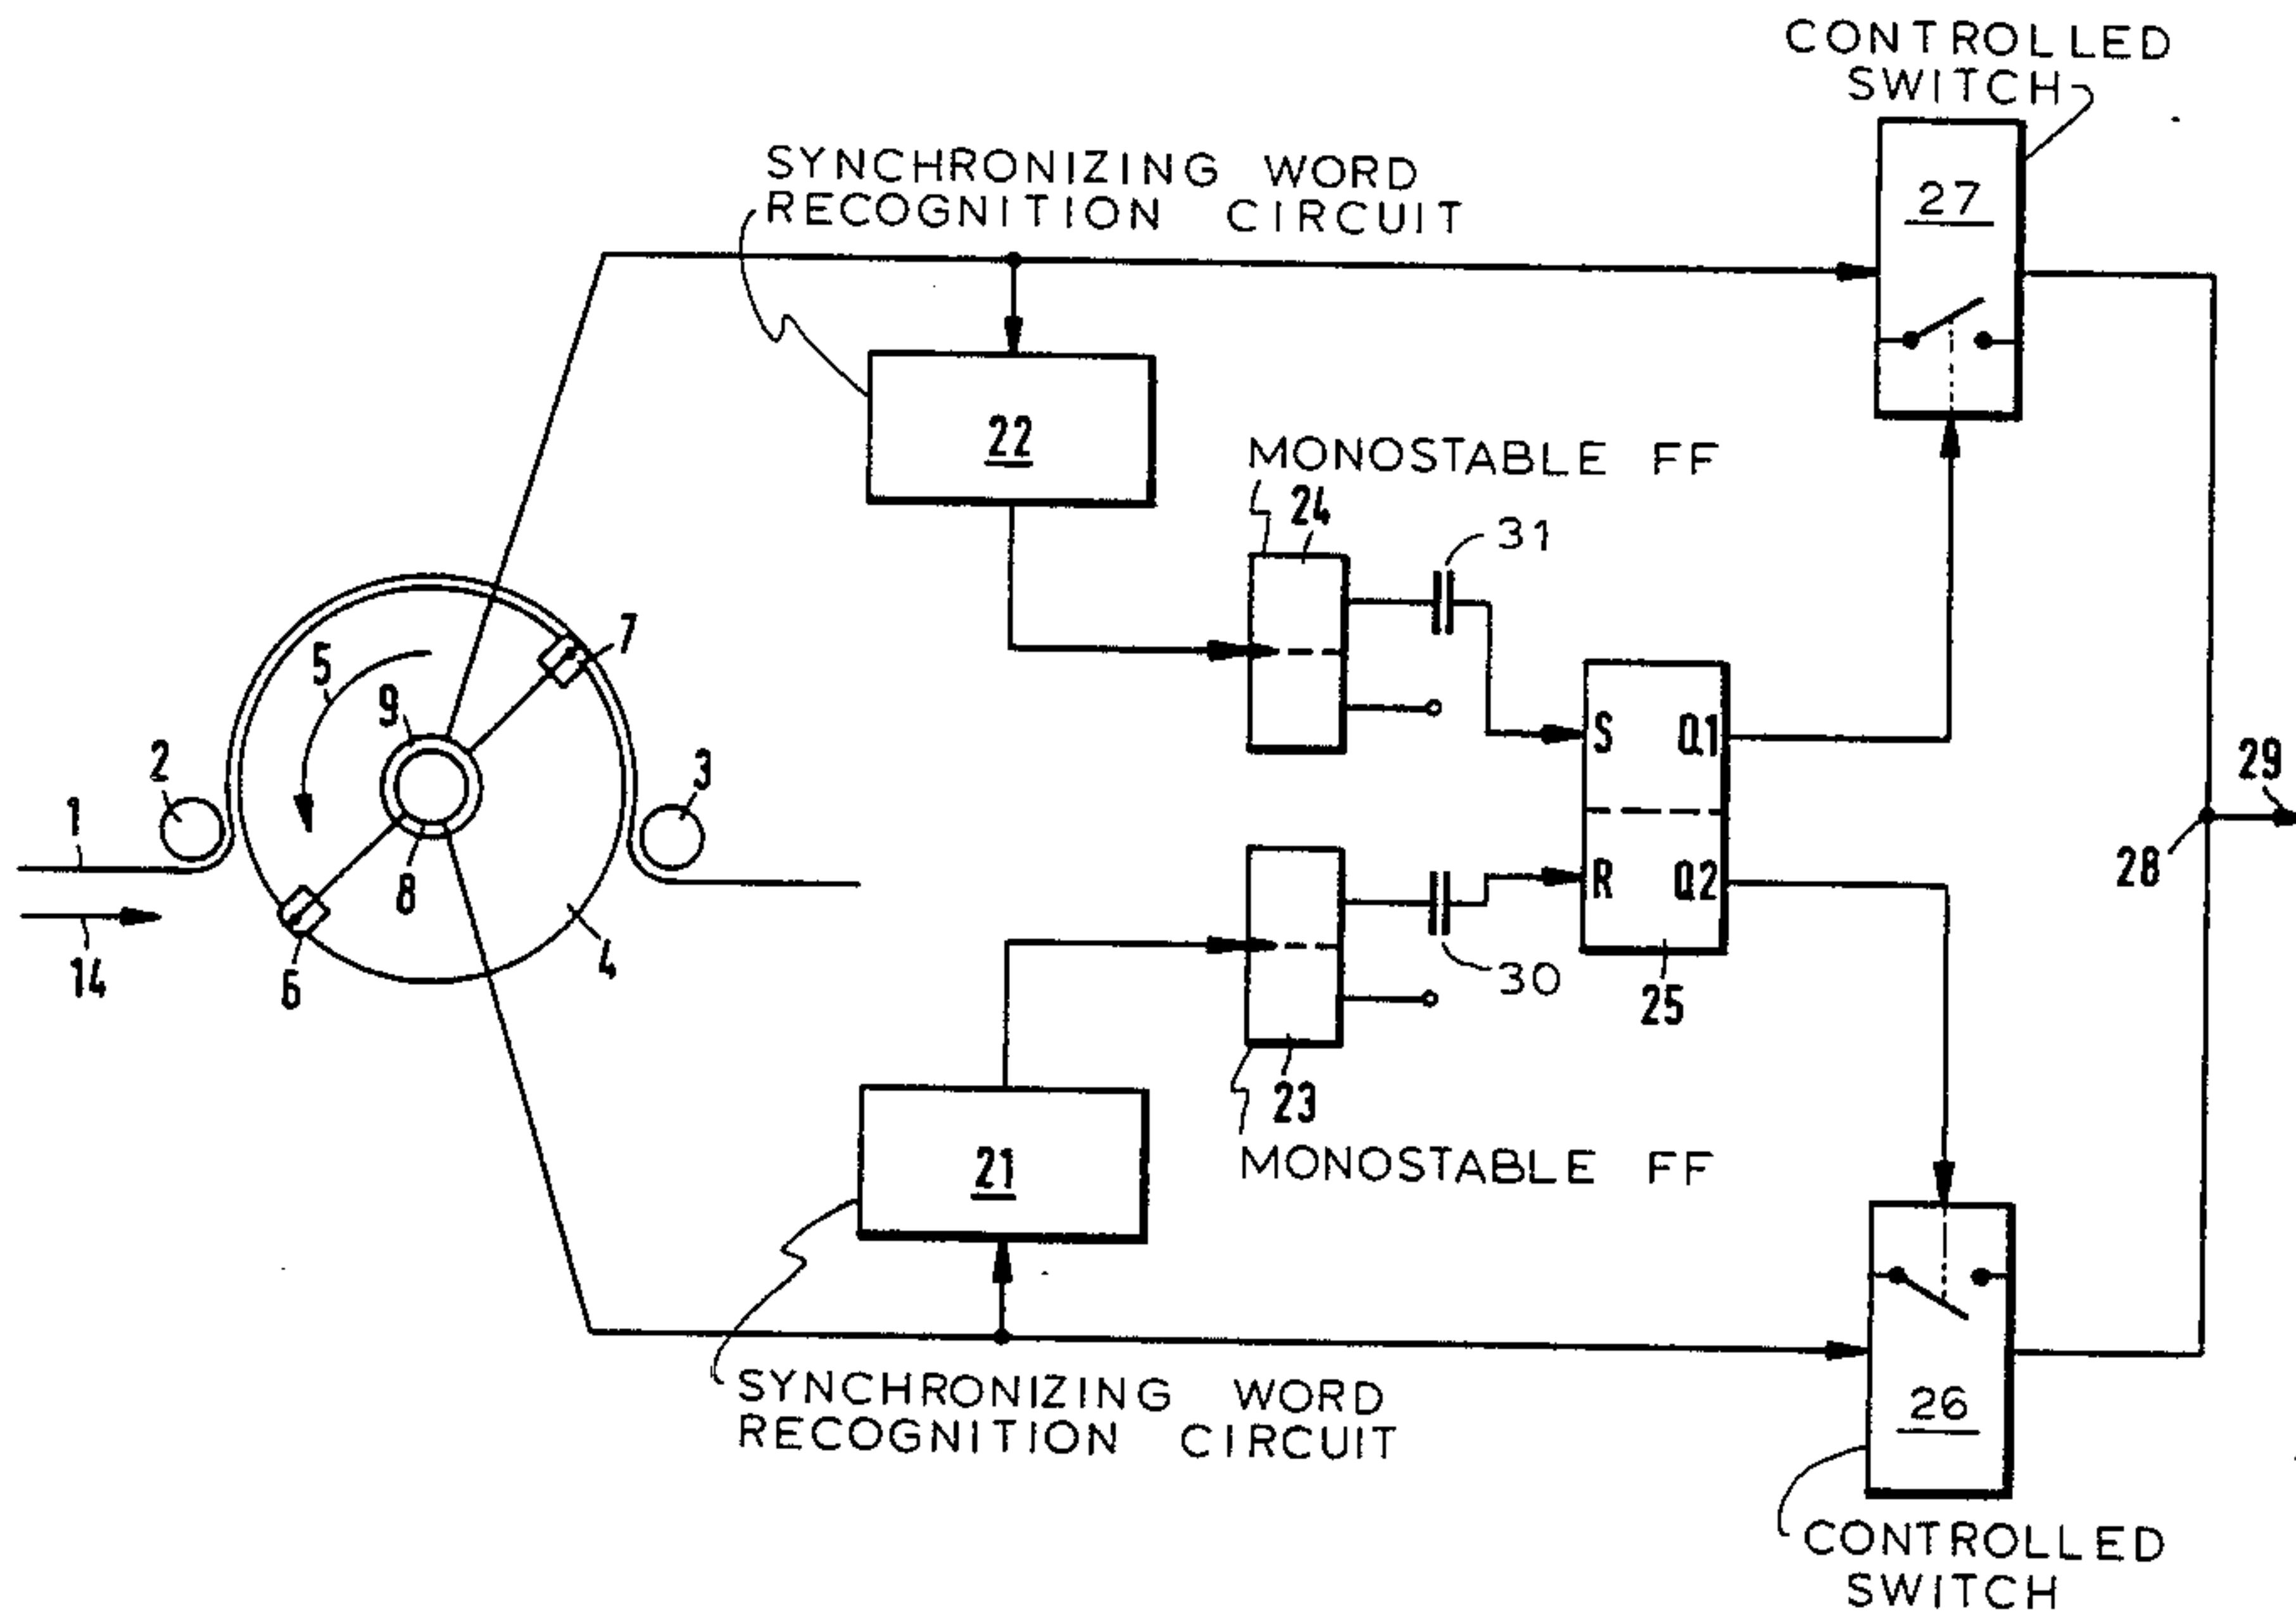 CONTROLLED
SWITCH
27
SYNCHRONIZING WORD
RECOGNITION CIRCUIT
22
MONOSTABLE FF
24
31
7
5
9
2
3
1
S
Q1
29
28
R
Q2
8
14
6
4
30
25
23
MONOSTABLE FF
21
SYNCHRONIZING WORD
RECOGNITION CIRCUIT
26
CONTROLLED
SWITCH